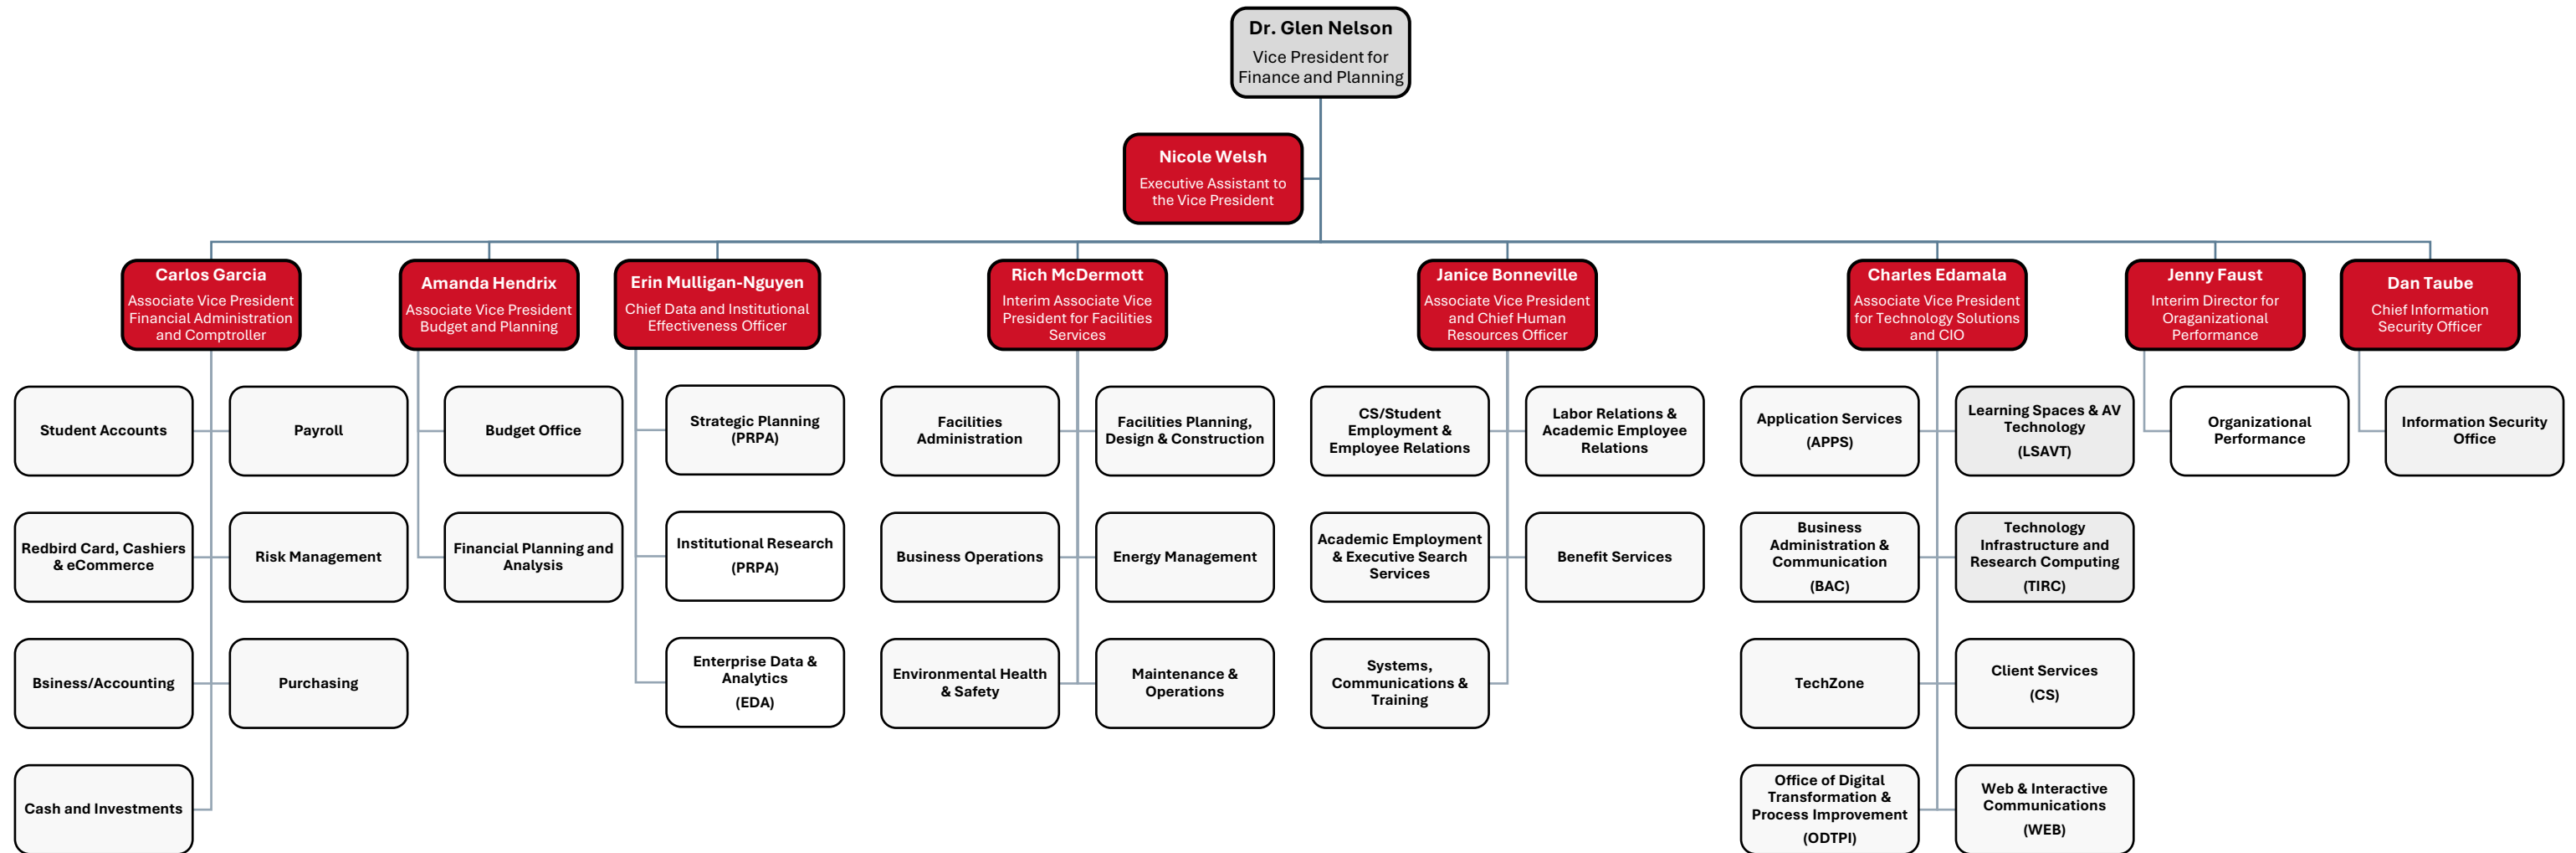 Dr. Glen Nelson
Vice President for
Finance and Planning
Nicole Welsh
Executive Assistant to
the Vice President
Carlos Garcia
Associate Vice President
Financial Administration
and Comptroller
Amanda Hendrix
Associate Vice President
Budget and Planning
Erin Mulligan-Nguyen
Chief Data and Institutional
Effectiveness Officer
Rich McDermott
Interim Associate Vice
President for Facilities
Services
Janice Bonneville
Associate Vice President
and Chief Human
Resources Officer
Charles Edamala
Associate Vice President
for Technology Solutions
and CIO
Jenny Faust
Interim Director for
Oraganizational
Performance
Dan Taube
Chief Information
Security Officer
Student Accounts
Payroll
Redbird Card, Cashiers
& eCommerce
Risk Management
Bsiness/Accounting
Purchasing
Cash and Investments
Budget Office
Financial Planning and
Analysis
Strategic Planning
(PRPA)
Institutional Research
(PRPA)
Enterprise Data &
Analytics
(EDA)
Facilities
Administration
Facilities Planning,
Design & Construction
Business Operations
Energy Management
Environmental Health
& Safety
Maintenance &
Operations
CS/Student
Employment &
Employee Relations
Labor Relations &
Academic Employee
Relations
Academic Employment
& Executive Search
Services
Benefit Services
Systems,
Communications &
Training
Application Services
(APPS)
Learning Spaces & AV
Technology
(LSAVT)
Business
Administration &
Communication
(BAC)
Technology
Infrastructure and
Research Computing
(TIRC)
TechZone
Client Services
(CS)
Office of Digital
Transformation &
Process Improvement
(ODTPI)
Web & Interactive
Communications
(WEB)
Organizational
Performance
Information Security
Office